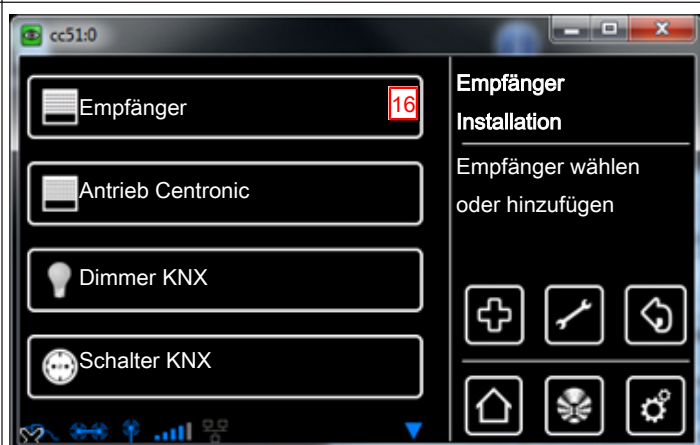 cc51:0
Empfänger
16
Antrieb Centronic
Dimmer KNX
Schalter KNX
Empfänger
Installation
Empfänger wählen
oder hinzufügen